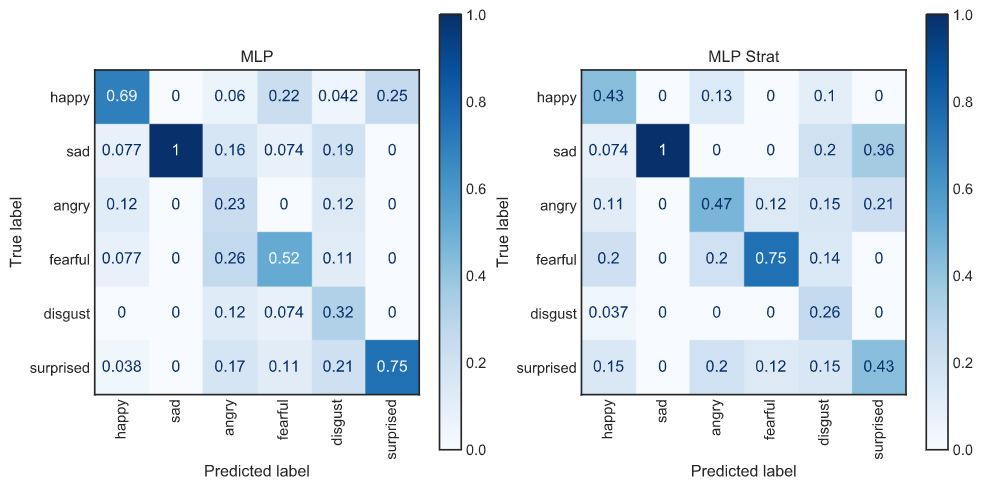 MLP
1.0
0.8
0.6
0.4
0.2
0.0
True label
happy 0.69 0 0.06 0.22 0.042 0.25
sad 0.077 1 0.16 0.074 0.19 0
angry 0.12 0 0.23 0 0.12 0
fearful 0.077 0 0.26 0.52 0.11 0
disgust 0 0 0.12 0.074 0.32 0
surprised 0.038 0 0.17 0.11 0.21 0.75
happy sad angry fearful disgust surprised
Predicted label
MLP Strat
1.0
0.8
0.6
0.4
0.2
0.0
True label
happy 0.43 0 0.13 0 0.1 0
sad 0.074 1 0 0 0.2 0.36
angry 0.11 0 0.47 0.12 0.15 0.21
fearful 0.2 0 0.2 0.75 0.14 0
disgust 0.037 0 0 0 0.26 0
surprised 0.15 0 0.2 0.12 0.15 0.43
happy sad angry fearful disgust surprised
Predicted label